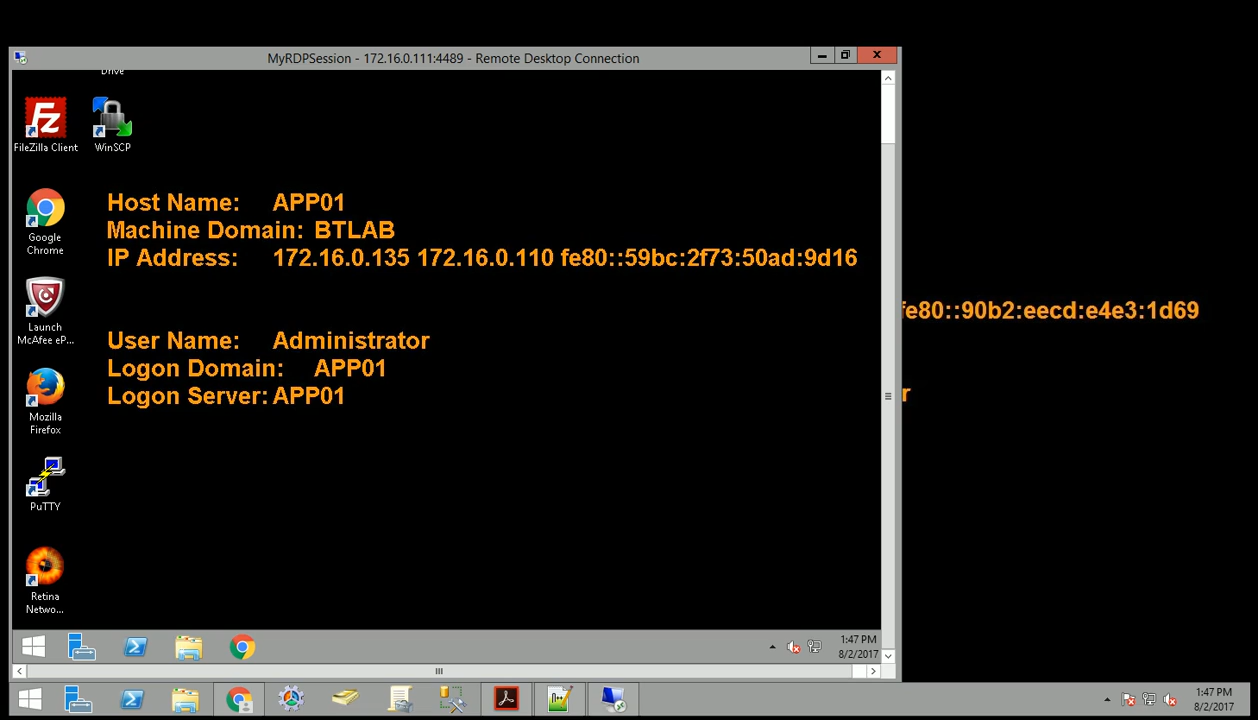 MyRDPSession - 172.16.0.111:4489 - Remote Desktop Connection
Drive
FileZilla Client
WinSCP
Host Name: APP01
Machine Domain: BTLAB
IP Address: 172.16.0.135 172.16.0.110 fe80::59bc:2f73:50ad:9d16
Google
Chrome
fe80::90b2:eecd:e4e3:1d69
Launch
McAfee eP...
User Name: Administrator
Logon Domain: APP01
Logon Server: APP01
r
Mozilla
Firefox
PuTTY
Retina
Netwo...
1:47 PM
8/2/2017
1:47 PM
8/2/2017